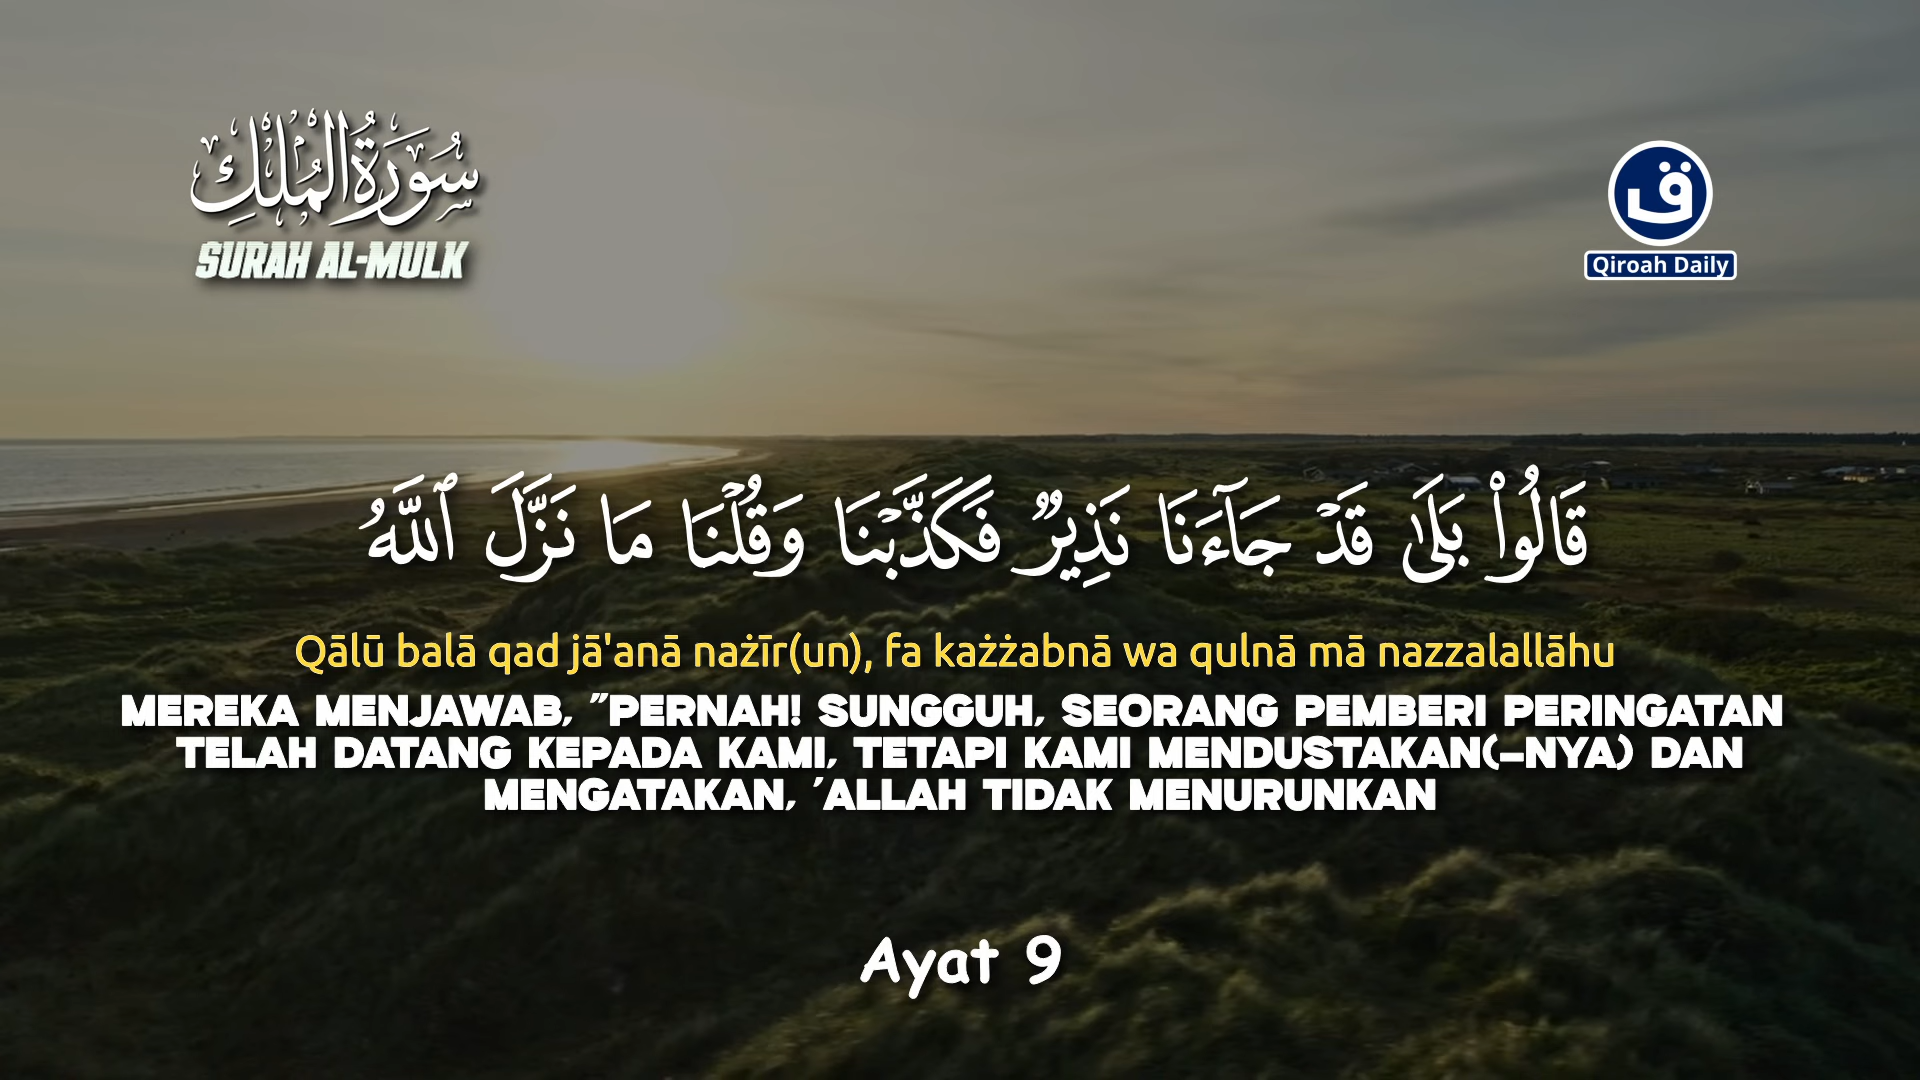 سُورَةُ الْمُلْكِ
SURAH AL-MULK
ق
Qiroah Daily
قَالُوا۟ بَلَىٰ قَدْ جَآءَنَا نَذِيرٌ فَكَذَّبْنَا وَقُلْنَا مَا نَزَّلَ ٱللَّهُ
Qālū balā qad jā'anā nażīr(un), fa każżabnā wa qulnā mā nazzalallāhu
MEREKA MENJAWAB, "PERNAH! SUNGGUH, SEORANG PEMBERI PERINGATAN
TELAH DATANG KEPADA KAMI, TETAPI KAMI MENDUSTAKAN(-NYA) DAN
MENGATAKAN, 'ALLAH TIDAK MENURUNKAN
Ayat 9